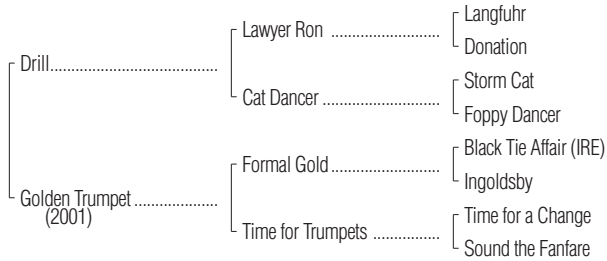 Langfuhr
Lawyer Ron ....................
Donation
Drill..............................
Storm Cat
Cat Dancer ......................
Foppy Dancer
Black Tie Affair (IRE)
Formal Gold ....................
Ingoldsby
Golden Trumpet ...............
(2001)
Time for a Change
Time for Trumpets ............
Sound the Fanfare